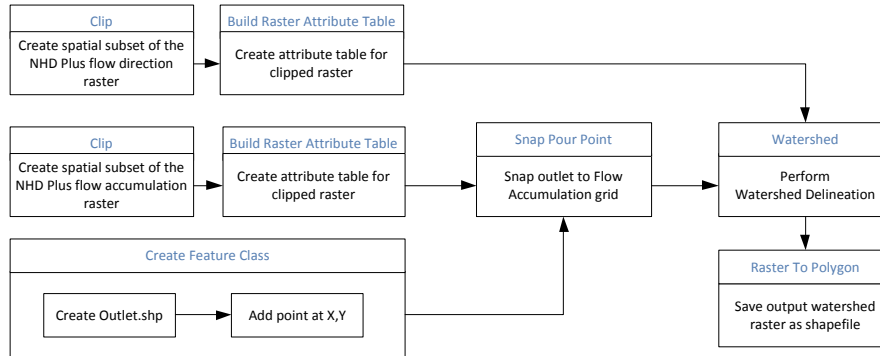 Clip
Create spatial subset of the
NHD Plus flow direction
raster
Build Raster Attribute Table
Create attribute table for
clipped raster
Clip
Create spatial subset of the
NHD Plus flow accumulation
raster
Build Raster Attribute Table
Create attribute table for
clipped raster
Snap Pour Point
Snap outlet to Flow
Accumulation grid
Watershed
Perform
Watershed Delineation
Create Feature Class
Create Outlet.shp
Add point at X,Y
Raster To Polygon
Save output watershed
raster as shapefile